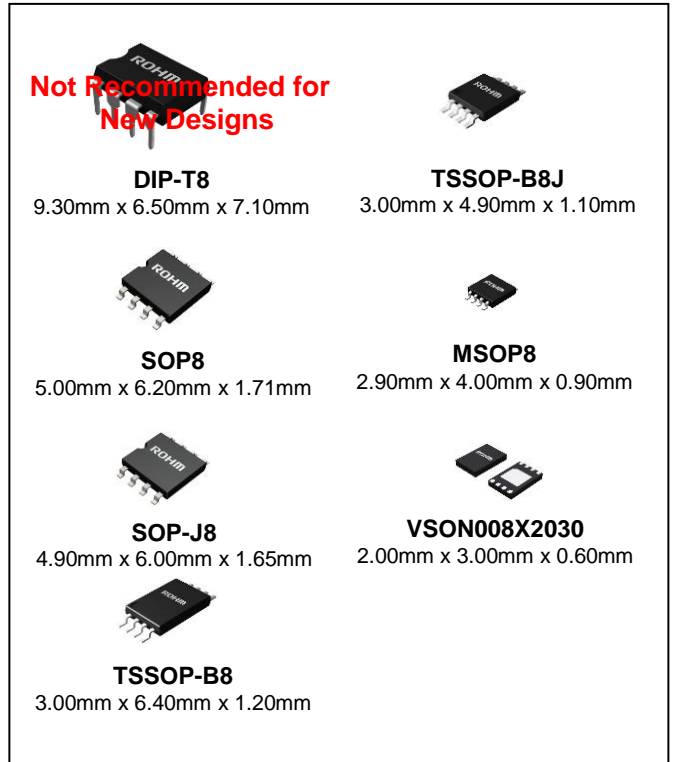 ROHM
Not Recommended for
New Designs
DIP-T8
9.30mm x 6.50mm x 7.10mm
ROHM
SOP8
5.00mm x 6.20mm x 1.71mm
ROHM
SOP-J8
4.90mm x 6.00mm x 1.65mm
ROHM
TSSOP-B8
3.00mm x 6.40mm x 1.20mm
ROHM
TSSOP-B8J
3.00mm x 4.90mm x 1.10mm
ROHM
MSOP8
2.90mm x 4.00mm x 0.90mm
ROHM
VSON008X2030
2.00mm x 3.00mm x 0.60mm